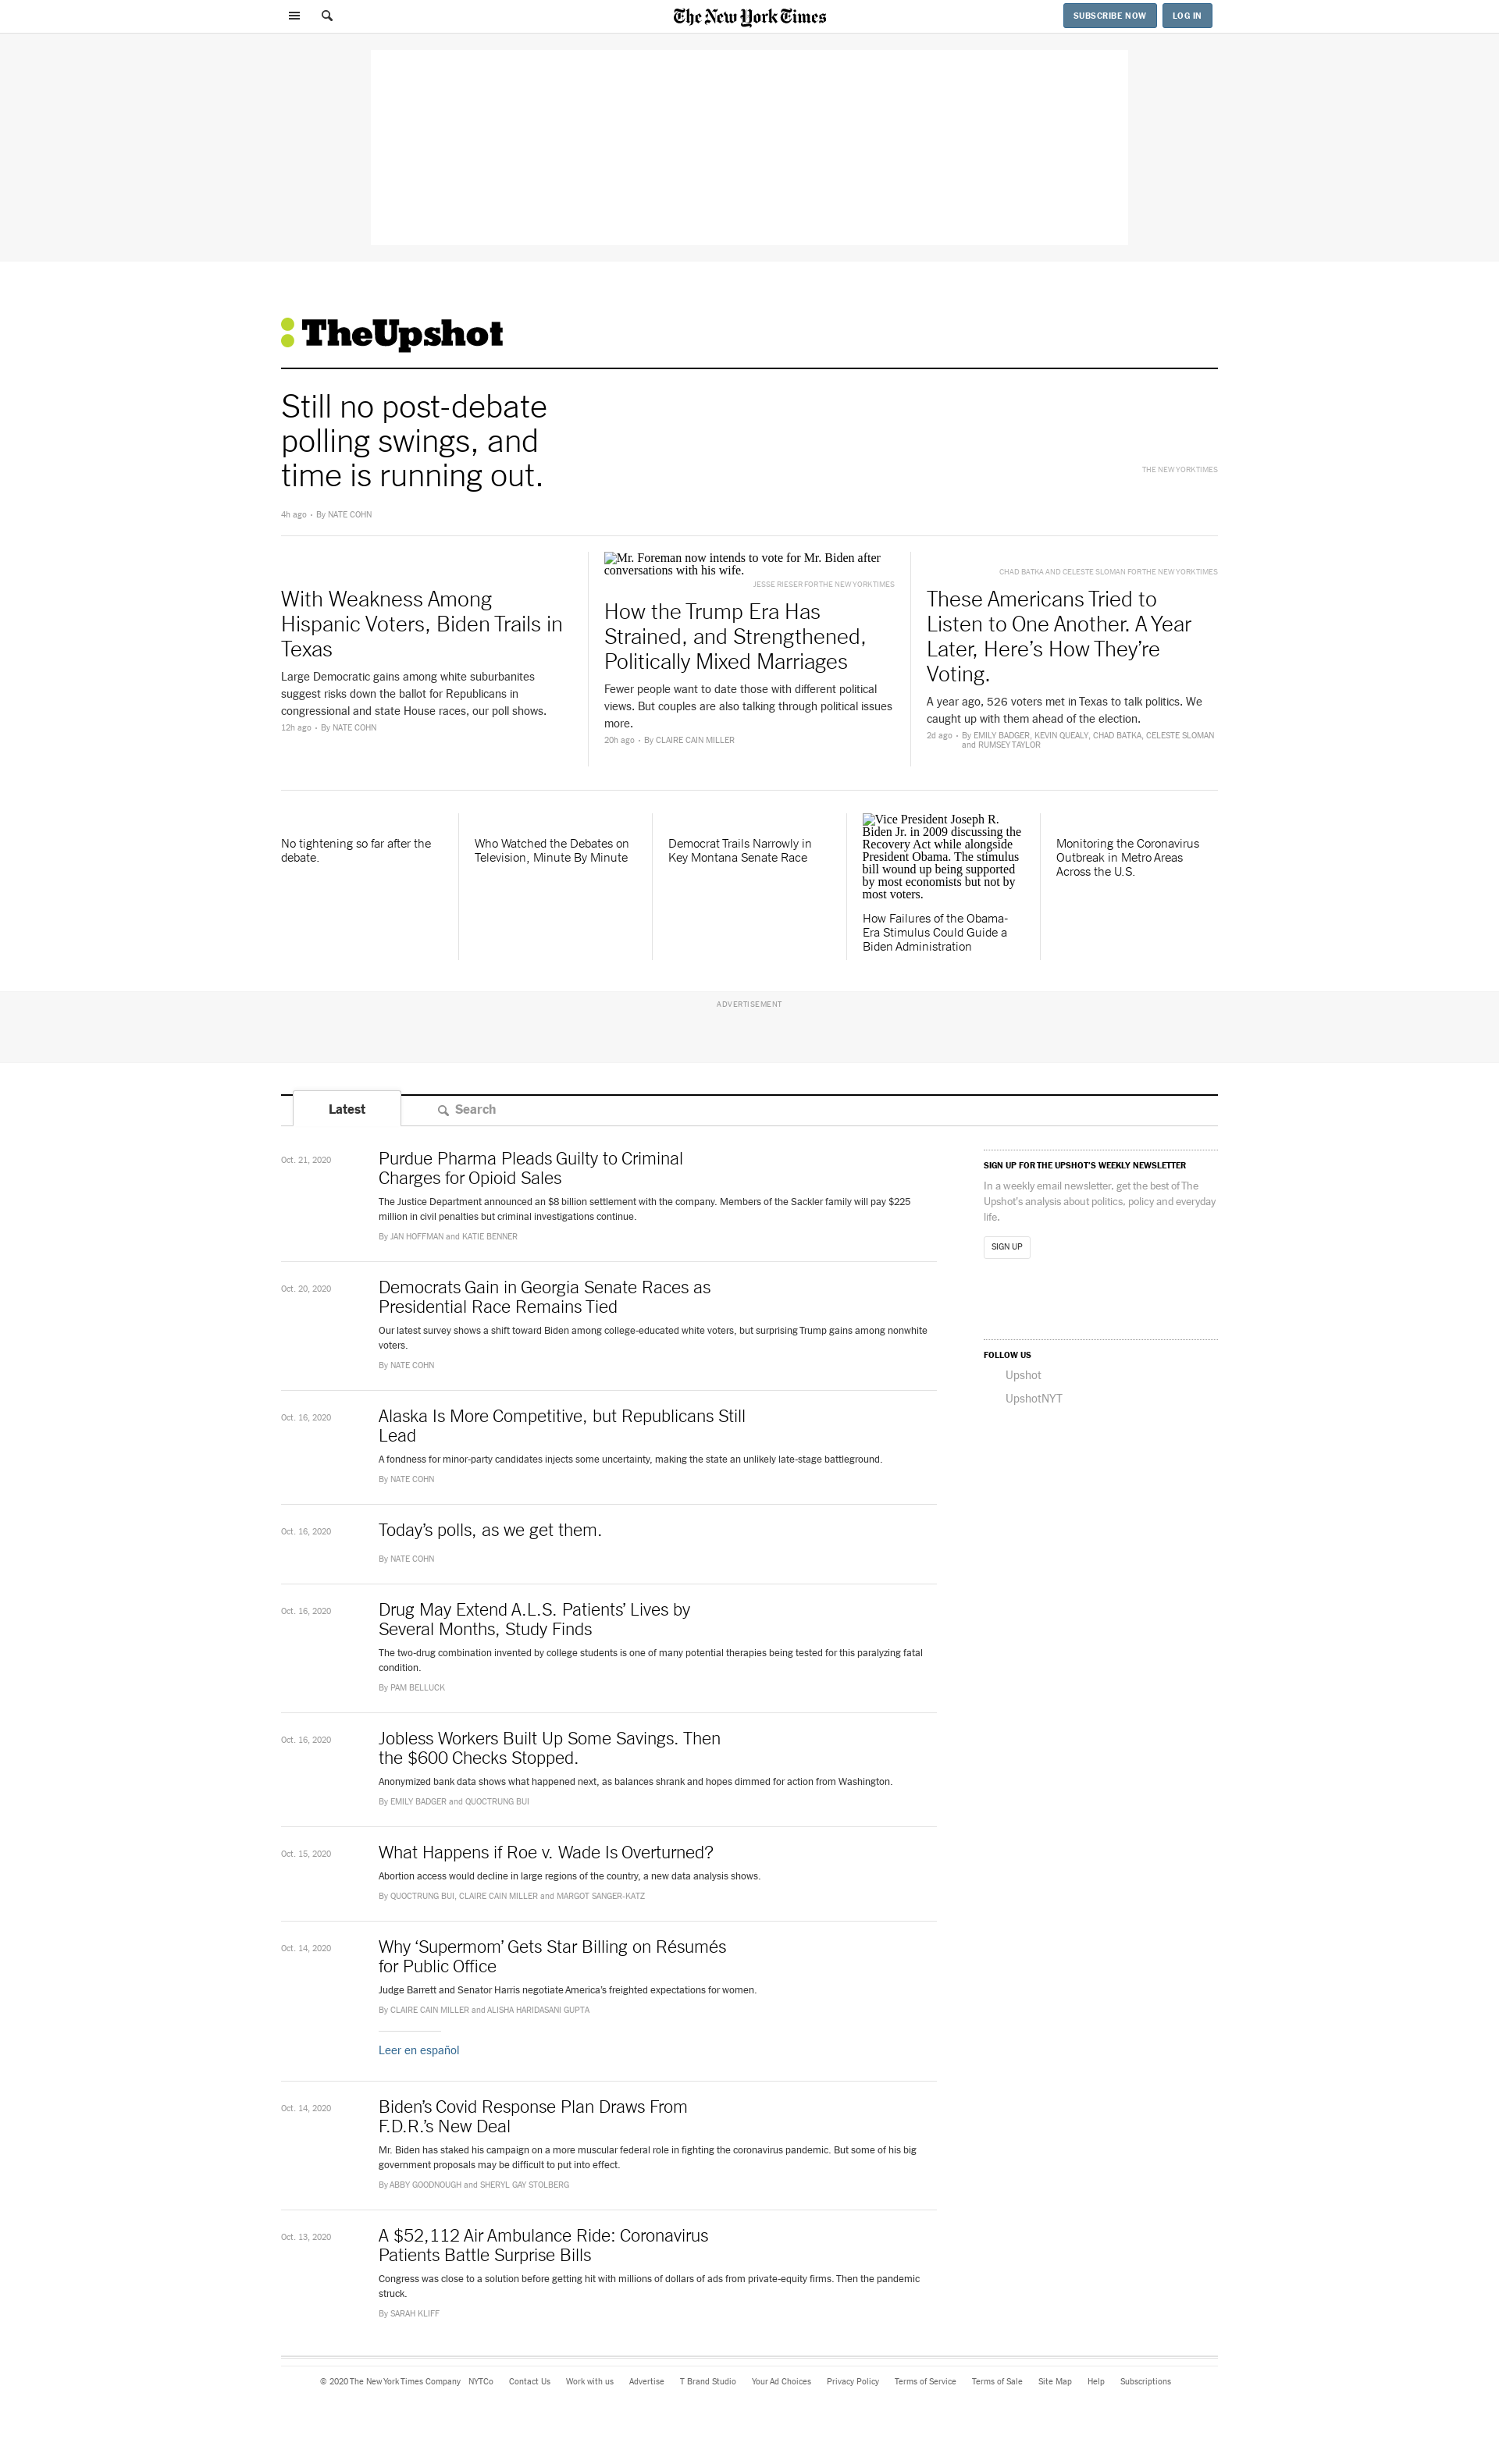 The New York Times
SUBSCRIBE NOW
LOG IN
TheUpshot
Still no post-debate
polling swings, and
time is running out.
THE NEW YORK TIMES
4h ago • By NATE COHN
With Weakness Among
Hispanic Voters, Biden Trails in
Texas
Large Democratic gains among white suburbanites
suggest risks down the ballot for Republicans in
congressional and state House races, our poll shows.
12h ago • By NATE COHN
Mr. Foreman now intends to vote for Mr. Biden after
conversations with his wife.
JESSE RIESER FOR THE NEW YORK TIMES
How the Trump Era Has
Strained, and Strengthened,
Politically Mixed Marriages
Fewer people want to date those with different political
views. But couples are also talking through political issues
more.
20h ago • By CLAIRE CAIN MILLER
CHAD BATKA AND CELESTE SLOMAN FOR THE NEW YORK TIMES
These Americans Tried to
Listen to One Another. A Year
Later, Here’s How They’re
Voting.
A year ago, 526 voters met in Texas to talk politics. We
caught up with them ahead of the election.
2d ago • By EMILY BADGER, KEVIN QUEALY, CHAD BATKA, CELESTE SLOMAN
and RUMSEY TAYLOR
No tightening so far after the
debate.
Who Watched the Debates on
Television, Minute By Minute
Democrat Trails Narrowly in
Key Montana Senate Race
Vice President Joseph R.
Biden Jr. in 2009 discussing the
Recovery Act while alongside
President Obama. The stimulus
bill wound up being supported
by most economists but not by
most voters.
How Failures of the Obama-
Era Stimulus Could Guide a
Biden Administration
Monitoring the Coronavirus
Outbreak in Metro Areas
Across the U.S.
ADVERTISEMENT
Latest
Search
Oct. 21, 2020
Purdue Pharma Pleads Guilty to Criminal
Charges for Opioid Sales
The Justice Department announced an $8 billion settlement with the company. Members of the Sackler family will pay $225
million in civil penalties but criminal investigations continue.
By JAN HOFFMAN and KATIE BENNER
Oct. 20, 2020
Democrats Gain in Georgia Senate Races as
Presidential Race Remains Tied
Our latest survey shows a shift toward Biden among college-educated white voters, but surprising Trump gains among nonwhite
voters.
By NATE COHN
Oct. 16, 2020
Alaska Is More Competitive, but Republicans Still
Lead
A fondness for minor-party candidates injects some uncertainty, making the state an unlikely late-stage battleground.
By NATE COHN
Oct. 16, 2020
Today’s polls, as we get them.
By NATE COHN
Oct. 16, 2020
Drug May Extend A.L.S. Patients’ Lives by
Several Months, Study Finds
The two-drug combination invented by college students is one of many potential therapies being tested for this paralyzing fatal
condition.
By PAM BELLUCK
Oct. 16, 2020
Jobless Workers Built Up Some Savings. Then
the $600 Checks Stopped.
Anonymized bank data shows what happened next, as balances shrank and hopes dimmed for action from Washington.
By EMILY BADGER and QUOCTRUNG BUI
Oct. 15, 2020
What Happens if Roe v. Wade Is Overturned?
Abortion access would decline in large regions of the country, a new data analysis shows.
By QUOCTRUNG BUI, CLAIRE CAIN MILLER and MARGOT SANGER-KATZ
Oct. 14, 2020
Why ‘Supermom’ Gets Star Billing on Résumés
for Public Office
Judge Barrett and Senator Harris negotiate America’s freighted expectations for women.
By CLAIRE CAIN MILLER and ALISHA HARIDASANI GUPTA
Leer en español
Oct. 14, 2020
Biden’s Covid Response Plan Draws From
F.D.R.’s New Deal
Mr. Biden has staked his campaign on a more muscular federal role in fighting the coronavirus pandemic. But some of his big
government proposals may be difficult to put into effect.
By ABBY GOODNOUGH and SHERYL GAY STOLBERG
Oct. 13, 2020
A $52,112 Air Ambulance Ride: Coronavirus
Patients Battle Surprise Bills
Congress was close to a solution before getting hit with millions of dollars of ads from private-equity firms. Then the pandemic
struck.
By SARAH KLIFF
SIGN UP FOR THE UPSHOT’S WEEKLY NEWSLETTER
In a weekly email newsletter, get the best of The
Upshot’s analysis about politics, policy and everyday
life.
SIGN UP
FOLLOW US
Upshot
UpshotNYT
© 2020 The New York Times Company NYTCo Contact Us Work with us Advertise T Brand Studio Your Ad Choices Privacy Policy Terms of Service Terms of Sale Site Map Help Subscriptions